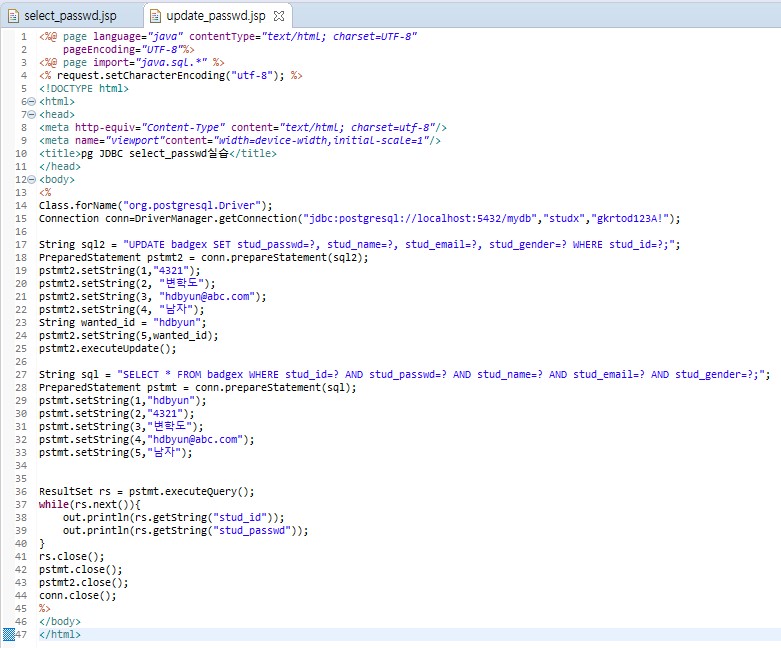 select_passwd.jsp
update_passwd.jsp
1 <%@ page language="java" contentType="text/html; charset=UTF-8"
2     pageEncoding="UTF-8"%>
3 <%@ page import="java.sql.*" %>
4 <% request.setCharacterEncoding("utf-8"); %>
5 <!DOCTYPE html>
6 <html>
7 <head>
8 <meta http-equiv="Content-Type" content="text/html; charset=utf-8"/>
9 <meta name="viewport"content="width=device-width,initial-scale=1"/>
10 <title>pg JDBC select_passwd실습</title>
11 </head>
12 <body>
13 <%
14 Class.forName("org.postgresql.Driver");
15 Connection conn=DriverManager.getConnection("jdbc:postgresql://localhost:5432/mydb","studx","gkrtod123A!");
16
17 String sql2 = "UPDATE badgex SET stud_passwd=?, stud_name=?, stud_email=?, stud_gender=? WHERE stud_id=?;";
18 PreparedStatement pstmt2 = conn.prepareStatement(sql2);
19 pstmt2.setString(1,"4321");
20 pstmt2.setString(2, "변학도");
21 pstmt2.setString(3, "hdbyun@abc.com");
22 pstmt2.setString(4, "남자");
23 String wanted_id = "hdbyun";
24 pstmt2.setString(5,wanted_id);
25 pstmt2.executeUpdate();
26
27 String sql = "SELECT * FROM badgex WHERE stud_id=? AND stud_passwd=? AND stud_name=? AND stud_email=? AND stud_gender=?;";
28 PreparedStatement pstmt = conn.prepareStatement(sql);
29 pstmt.setString(1,"hdbyun");
30 pstmt.setString(2,"4321");
31 pstmt.setString(3,"변학도");
32 pstmt.setString(4,"hdbyun@abc.com");
33 pstmt.setString(5,"남자");
34
35
36 ResultSet rs = pstmt.executeQuery();
37 while(rs.next()){
38     out.println(rs.getString("stud_id"));
39     out.println(rs.getString("stud_passwd"));
40 }
41 rs.close();
42 pstmt.close();
43 pstmt2.close();
44 conn.close();
45 %>
46 </body>
47 </html>